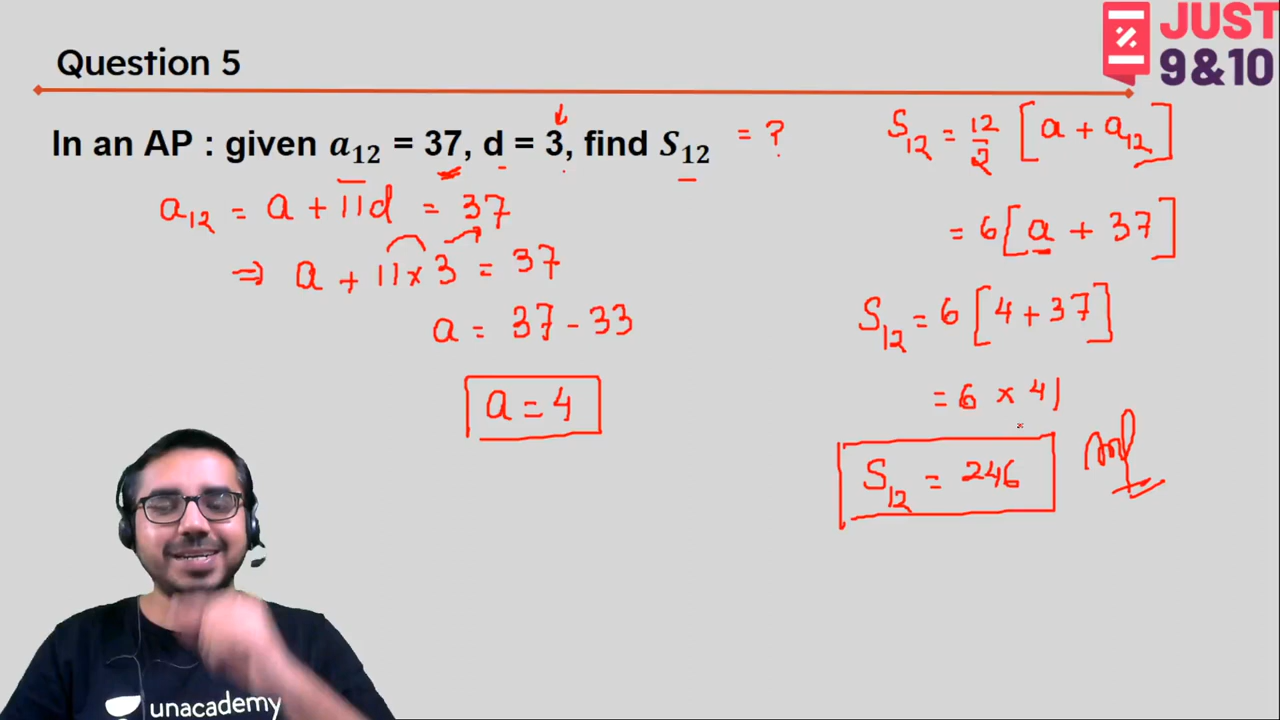 Question 5
JUST
9&10
In an AP : given a₁₂ = 37, d = 3, find S₁₂ = ?
a₁₂ = a + 11d = 37
⇒ a + 11 × 3 = 37
a = 37 - 33
a = 4
S₁₂ = 12/2 [a + a₁₂]
= 6[a + 37]
S₁₂ = 6[4 + 37]
= 6 × 41
S₁₂ = 246
unacademy